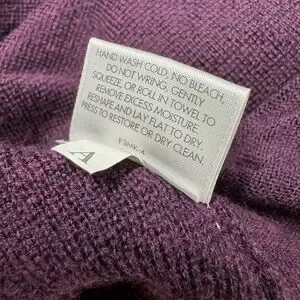 HAND WASH COLD. NO BLEACH.
DO NOT WRING. GENTLY
SQUEEZE, OR ROLL IN TOWEL TO
REMOVE EXCESS MOISTURE.
RESHAPE AND LAY FLAT TO DRY.
PRESS TO RESTORE OR DRY CLEAN.
A